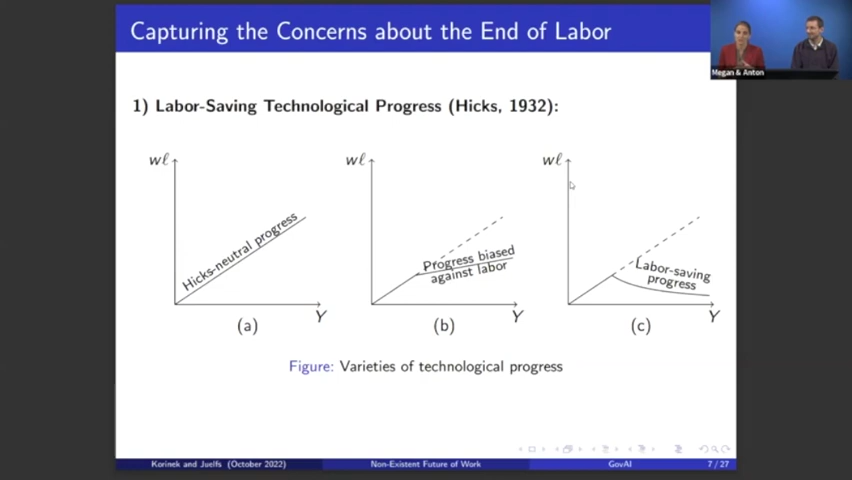 Capturing the Concerns about the End of Labor
Megan & Anton
1) Labor-Saving Technological Progress (Hicks, 1932):
wℓ
Hicks-neutral progress
Y
(a)
wℓ
Progress biased
against labor
Y
(b)
wℓ
Labor-saving
progress
Y
(c)
Figure: Varieties of technological progress
Korinek and Juelfs (October 2022)
Non-Existent Future of Work
GovAI
7 / 27